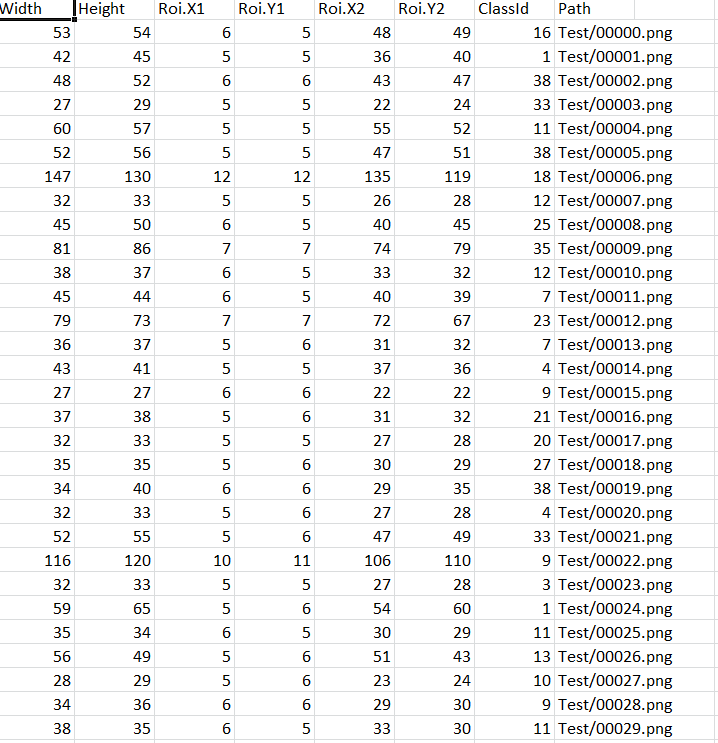 Width Height Roi.X1 Roi.Y1 Roi.X2 Roi.Y2 ClassId Path
53 54 6 5 48 49 16 Test/00000.png
42 45 5 5 36 40 1 Test/00001.png
48 52 6 6 43 47 38 Test/00002.png
27 29 5 5 22 24 33 Test/00003.png
60 57 5 5 55 52 11 Test/00004.png
52 56 5 5 47 51 38 Test/00005.png
147 130 12 12 135 119 18 Test/00006.png
32 33 5 5 26 28 12 Test/00007.png
45 50 6 5 40 45 25 Test/00008.png
81 86 7 7 74 79 35 Test/00009.png
38 37 6 5 33 32 12 Test/00010.png
45 44 6 5 40 39 7 Test/00011.png
79 73 7 7 72 67 23 Test/00012.png
36 37 5 6 31 32 7 Test/00013.png
43 41 5 5 37 36 4 Test/00014.png
27 27 6 6 22 22 9 Test/00015.png
37 38 5 6 31 32 21 Test/00016.png
32 33 5 5 27 28 20 Test/00017.png
35 35 5 6 30 29 27 Test/00018.png
34 40 6 6 29 35 38 Test/00019.png
32 33 5 6 27 28 4 Test/00020.png
52 55 5 6 47 49 33 Test/00021.png
116 120 10 11 106 110 9 Test/00022.png
32 33 5 5 27 28 3 Test/00023.png
59 65 5 6 54 60 1 Test/00024.png
35 34 6 5 30 29 11 Test/00025.png
56 49 5 6 51 43 13 Test/00026.png
28 29 5 6 23 24 10 Test/00027.png
34 36 6 6 29 30 9 Test/00028.png
38 35 6 5 33 30 11 Test/00029.png